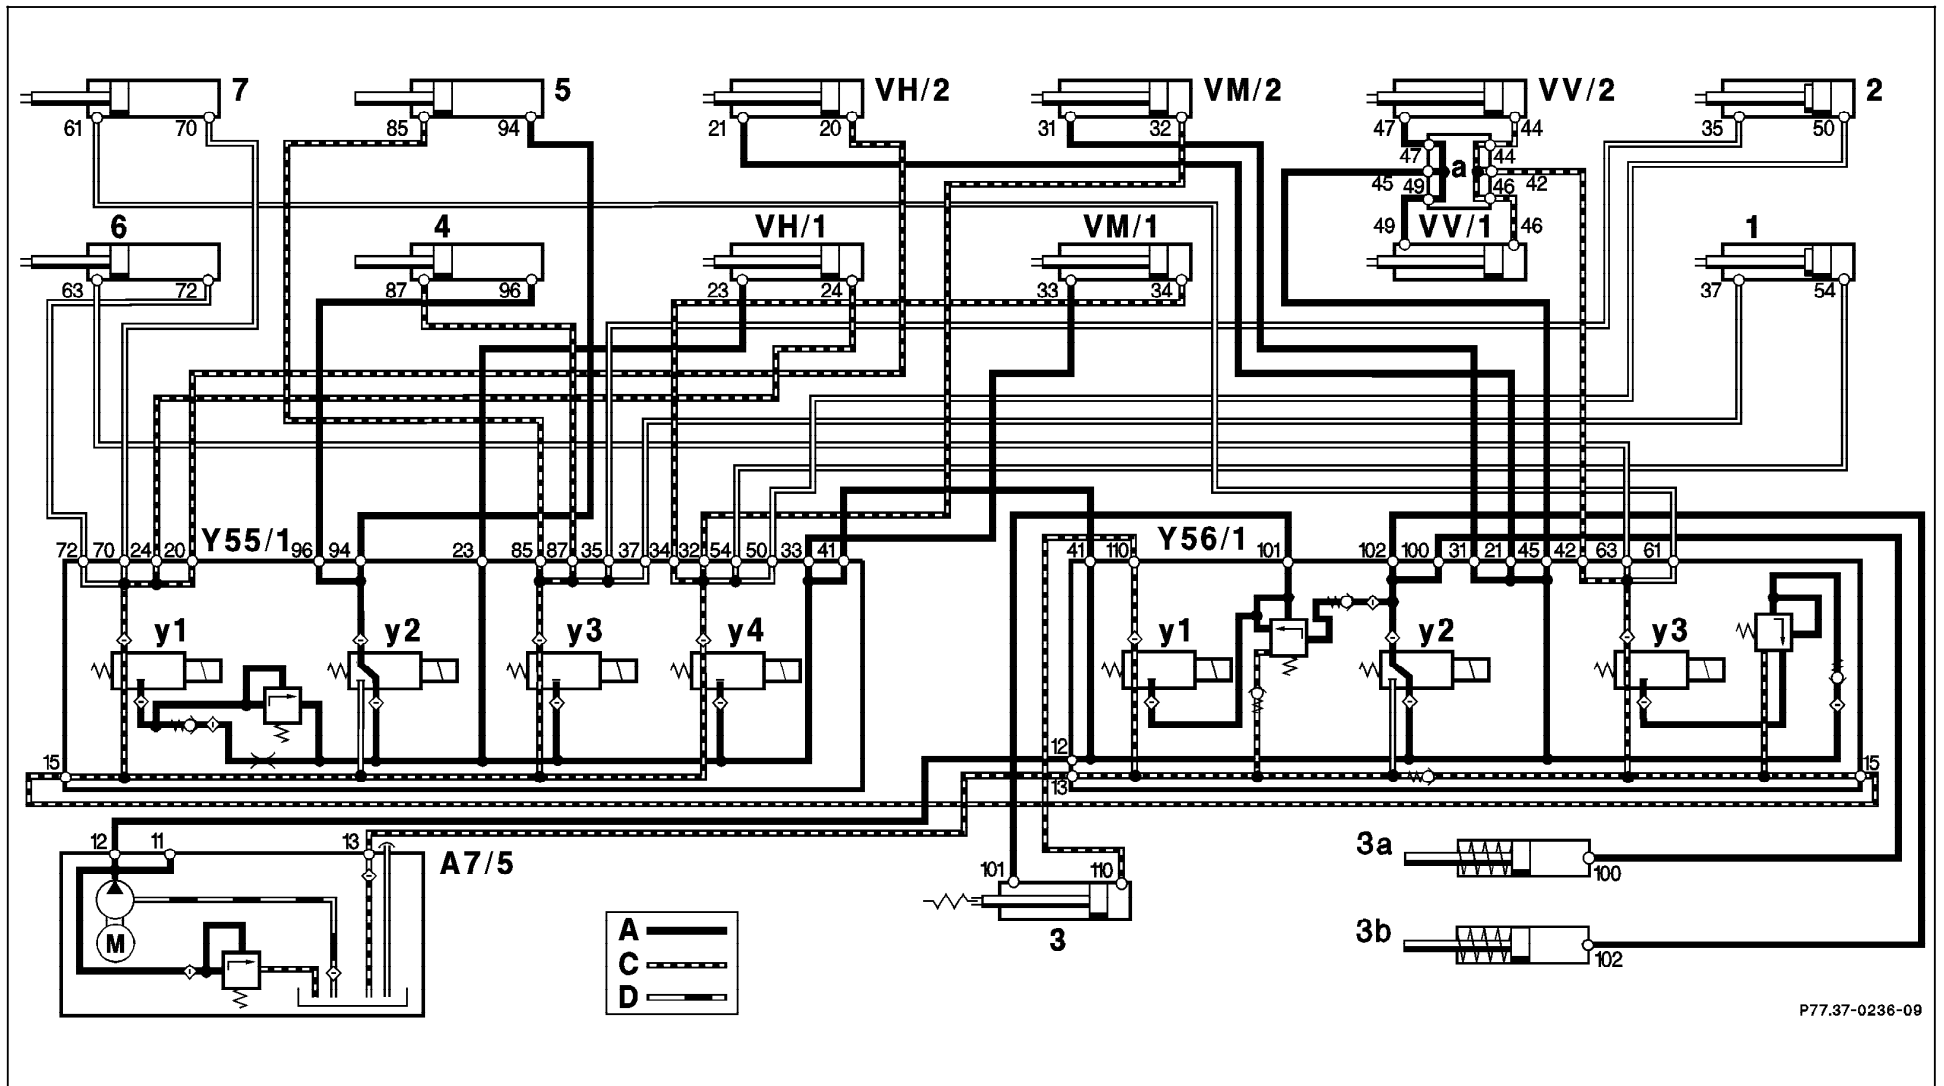 7 5 VH/2 VM/2 VV/2 2
61 70 85 94 21 20 31 32 47 44 35 50
47 44
a
45 49 46 42
6 4 VH/1 VM/1 49 VV/1 46 1
63 72 87 96 23 24 33 34 37 54
72 70 24 20 Y55/1 96 94 23 85 87 35 37 34 32 54 50 33 41
41 110 Y56/1 101 102 100 31 21 45 42 63 61
y1 y2 y3 y4 y1 y2 y3
15 12 13 15
12 11 13 A7/5
M
A
C
D
101 110
3
3a 100
3b 102
P77.37-0236-09